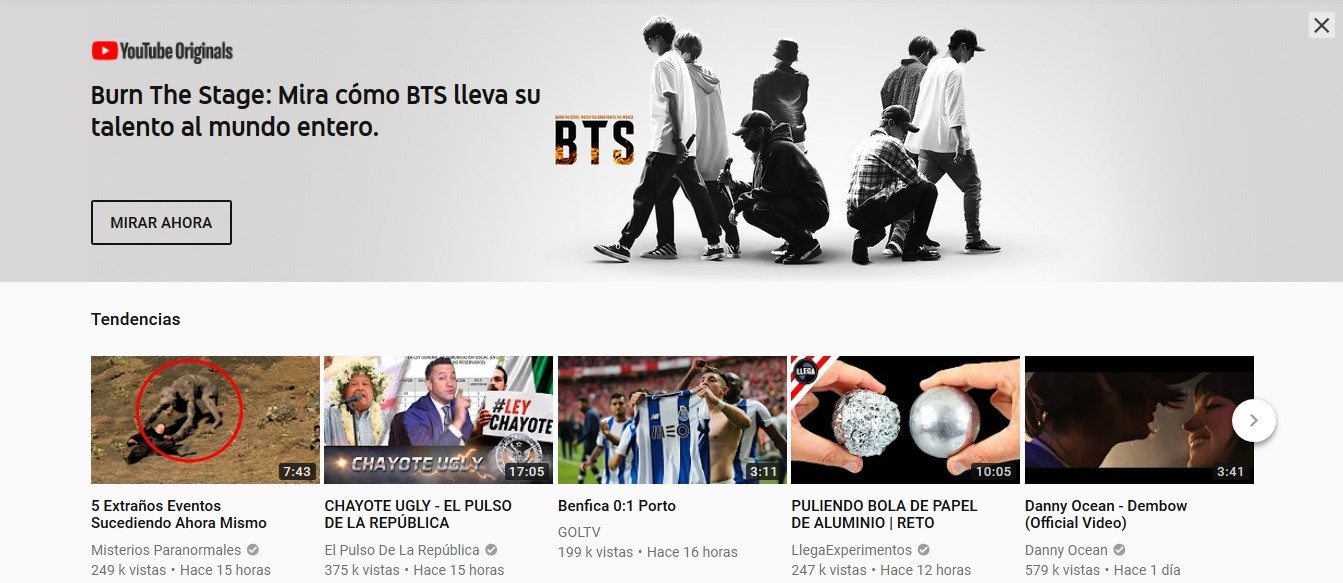 YouTube Originals
Burn The Stage: Mira cómo BTS lleva su
talento al mundo entero.
BTS
MIRAR AHORA
Tendencias
7:43
#LEY
CHAYOTE
CHAYOTE UGLY
17:05
MEO
3:11
LLEGA
10:05
3:41
5 Extraños Eventos
Sucediendo Ahora Mismo
Misterios Paranormales
249 k vistas • Hace 15 horas
CHAYOTE UGLY - EL PULSO
DE LA REPÚBLICA
El Pulso De La República
375 k vistas • Hace 15 horas
Benfica 0:1 Porto
GOLTV
199 k vistas • Hace 16 horas
PULIENDO BOLA DE PAPEL
DE ALUMINIO | RETO
LlegaExperimentos
247 k vistas • Hace 12 horas
Danny Ocean - Dembow
(Official Video)
Danny Ocean
579 k vistas • Hace 1 día